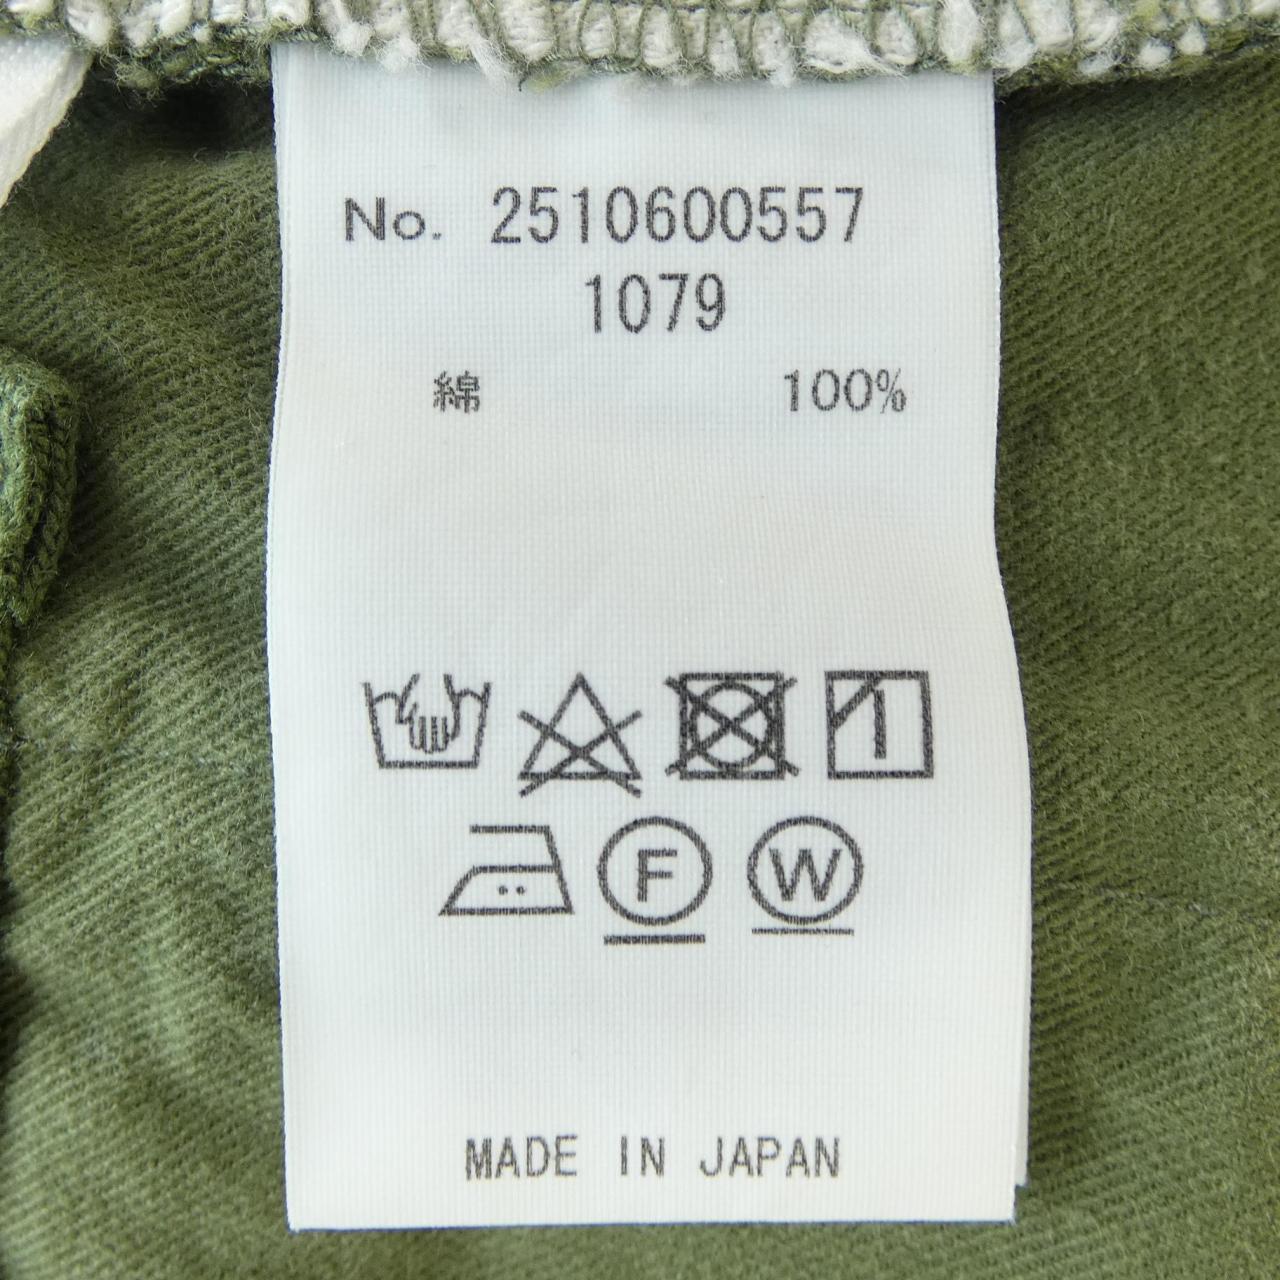 No. 2510600557
1079
綿 100%
F W
MADE IN JAPAN